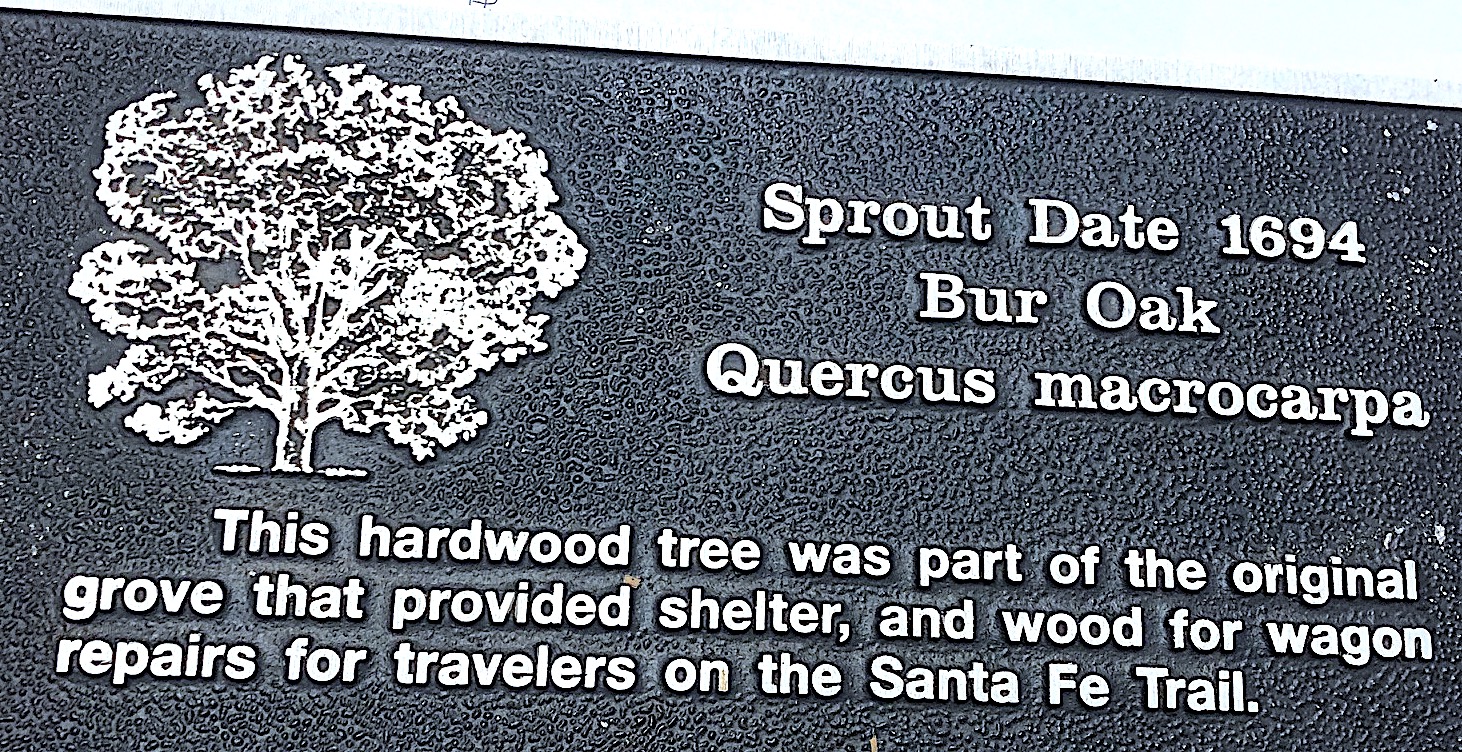 Sprout Date 1694
Bur Oak
Quercus macrocarpa
This hardwood tree was part of the original
grove that provided shelter, and wood for wagon
repairs for travelers on the Santa Fe Trail.